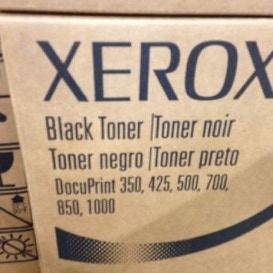 XEROX
Black Toner |Toner noir
Toner negro |Toner preto
DocuPrint 350, 425, 500, 700,
850, 1000